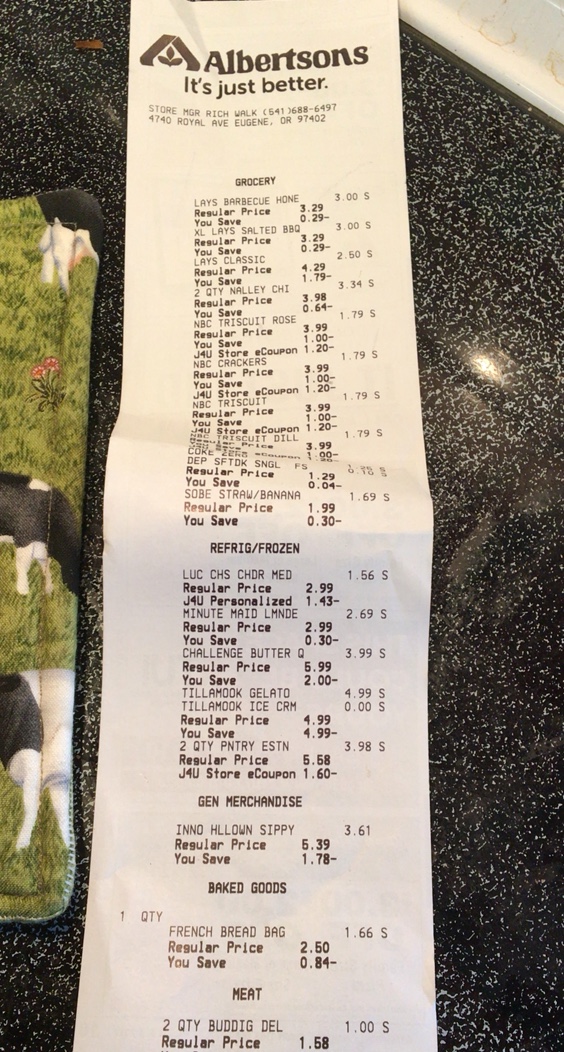 Albertsons
It's just better.
STORE MGR RICH WALK (541)688-6497
4740 ROYAL AVE EUGENE, OR 97402
GROCERY
LAYS BARBECUE HONE 3.00 S
Regular Price 3.29
You Save 0.29-
XL LAYS SALTED BBQ 3.00 S
Regular Price 3.29
You Save 0.29-
LAYS CLASSIC 2.50 S
Regular Price 4.29
You Save 1.79-
2 QTY NALLEY CHI 3.34 S
Regular Price 3.98
You Save 0.64-
NBC TRISCUIT ROSE 1.79 S
Regular Price 3.99
You Save 1.00-
J4U Store eCoupon 1.20-
NBC CRACKERS 1.79 S
Regular Price 3.99
You Save 1.00-
J4U Store eCoupon 1.20-
NBC TRISCUIT 1.79 S
Regular Price 3.99
You Save 1.00-
J4U Store eCoupon 1.20-
TRISCUIT DILL 1.79 S
Price 3.99
COKE eCoupon 1.00-
DEP SFTDK SNGL FS
Regular Price 1.29
You Save 0.04-
SOBE STRAW/BANANA 1.69 S
Regular Price 1.99
You Save 0.30-
REFRIG/FROZEN
LUC CHS CHDR MED 1.56 S
Regular Price 2.99
J4U Personalized 1.43-
MINUTE MAID LMNDE 2.69 S
Regular Price 2.99
You Save 0.30-
CHALLENGE BUTTER Q 3.99 S
Regular Price 5.99
You Save 2.00-
TILLAMOOK GELATO 4.99 S
TILLAMOOK ICE CRM 0.00 S
Regular Price 4.99
You Save 4.99-
2 QTY PNTRY ESTN 3.98 S
Regular Price 5.58
J4U Store eCoupon 1.60-
GEN MERCHANDISE
INNO HLLOWN SIPPY 3.61
Regular Price 5.39
You Save 1.78-
BAKED GOODS
1 QTY
FRENCH BREAD BAG 1.66 S
Regular Price 2.50
You Save 0.84-
MEAT
2 QTY BUDDIG DEL 1.00 S
Regular Price 1.58